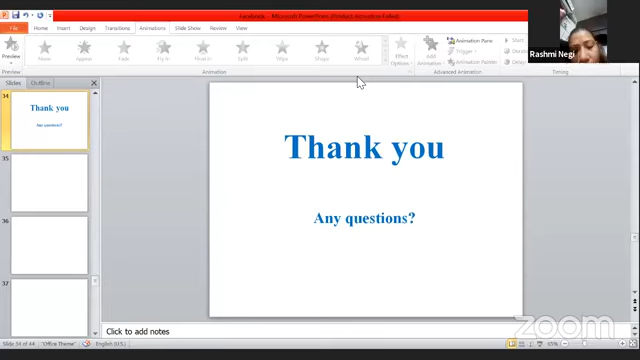 Facebook - Microsoft PowerPoint (Product Activation Failed)
File Home Insert Design Transitions Animations Slide Show Review View
Preview
None Appear Fade Fly In Split Wipe Shape Wheel
Effect Options
Add Animation
Animation Pane
Trigger
Animation Painter
Start
Delay
Preview Animation Advanced Animation Timing
Rashmi Negi
Slides Outline
34
Thank you
Any questions?
35
36
37
Thank you
Any questions?
Click to add notes
zoom
Slide 34 of 44 "Office Theme" English (U.S.) 65%